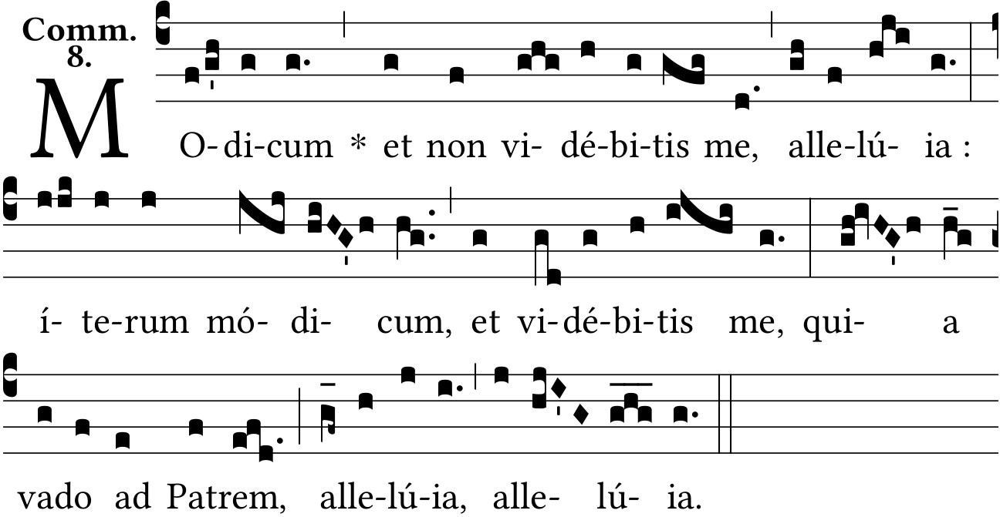 Comm.
8.
MO-di-cum * et non vi- dé-bi-tis me, alle-lú- ia :
í- te-rum mó- di- cum, et vi-dé-bi-tis me, qui- a
vado ad Patrem, alle-lú-ia, alle- lú- ia.